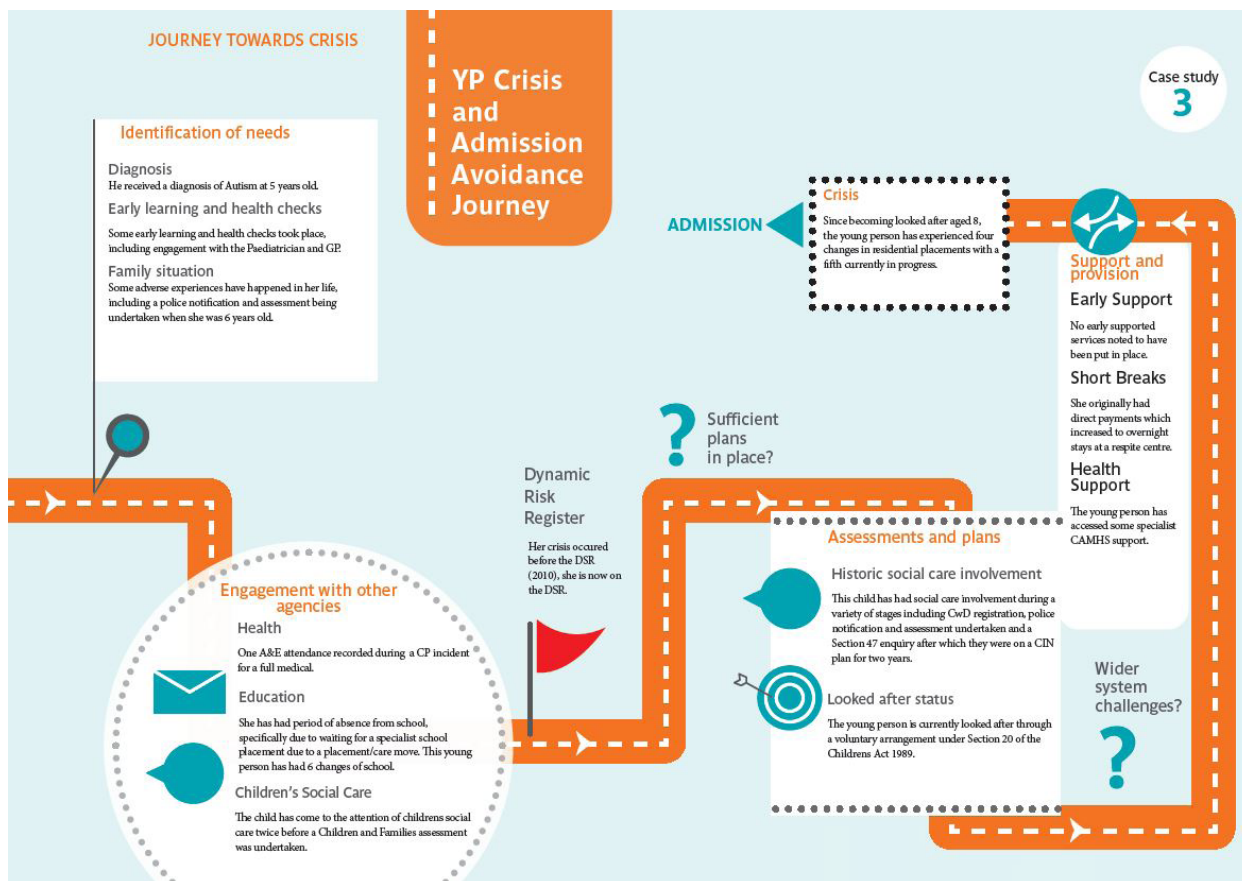 JOURNEY TOWARDS CRISIS
YP Crisis
and
Admission
Avoidance
Journey
Case study
3
Identification of needs
Diagnosis
He received a diagnosis of Autism at 5 years old.
Early learning and health checks
Some early learning and health checks took place,
including engagement with the Paediatrician and GP.
Family situation
Some adverse experiences have happened in her life,
including a police notification and assessment being
undertaken when she was 6 years old.
Engagement with other
agencies
Health
One A&E attendance recorded during a CP incident
for a full medical.
Education
She has had period of absence from school,
specifically due to waiting for a specialist school
placement due to a placement/care move. This young
person has had 6 changes of school.
Children's Social Care
The child has come to the attention of childrens social
care twice before a Children and Families assessment
was undertaken.
Dynamic
Risk
Register
Her crisis occured
before the DSR
(2010), she is now on
the DSR.
?
Sufficient
plans
in place?
Assessments and plans
Historic social care involvement
This child has had social care involvement during a
variety of stages including CwD registration, police
notification and assessment undertaken and a
Section 47 enquiry after which they were on a CIN
plan for two years.
Looked after status
The young person is currently looked after through
a voluntary arrangement under Section 20 of the
Childrens Act 1989.
Wider
system
challenges?
?
Support and
provision
Early Support
No early supported
services noted to have
been put in place.
Short Breaks
She originally had
direct payments which
increased to overnight
stays at a respite centre.
Health
Support
The young person has
accessed some specialist
CAMHS support.
Crisis
Since becoming looked after aged 8,
the young person has experienced four
changes in residential placements with a
fifth currently in progress.
ADMISSION